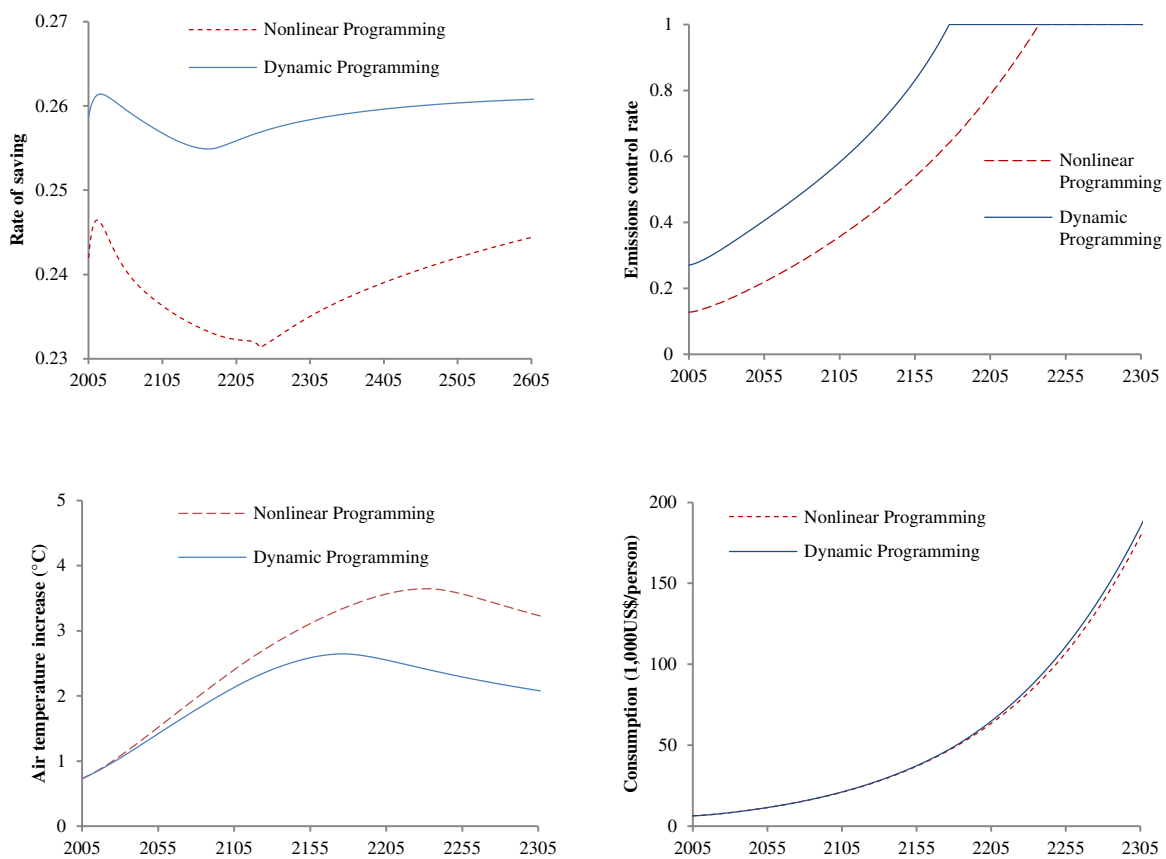 0.27
0.26
0.25
0.24
0.23
Rate of saving
Nonlinear Programming
Dynamic Programming
2005 2105 2205 2305 2405 2505 2605
1
0.8
0.6
0.4
0.2
0
Emissions control rate
Nonlinear
Programming
Dynamic
Programming
2005 2055 2105 2155 2205 2255 2305
5
4
3
2
1
0
Air temperature increase (°C)
Nonlinear Programming
Dynamic Programming
2005 2055 2105 2155 2205 2255 2305
200
150
100
50
0
Consumption (1,000US$/person)
Nonlinear Programming
Dynamic Programming
2005 2055 2105 2155 2205 2255 2305